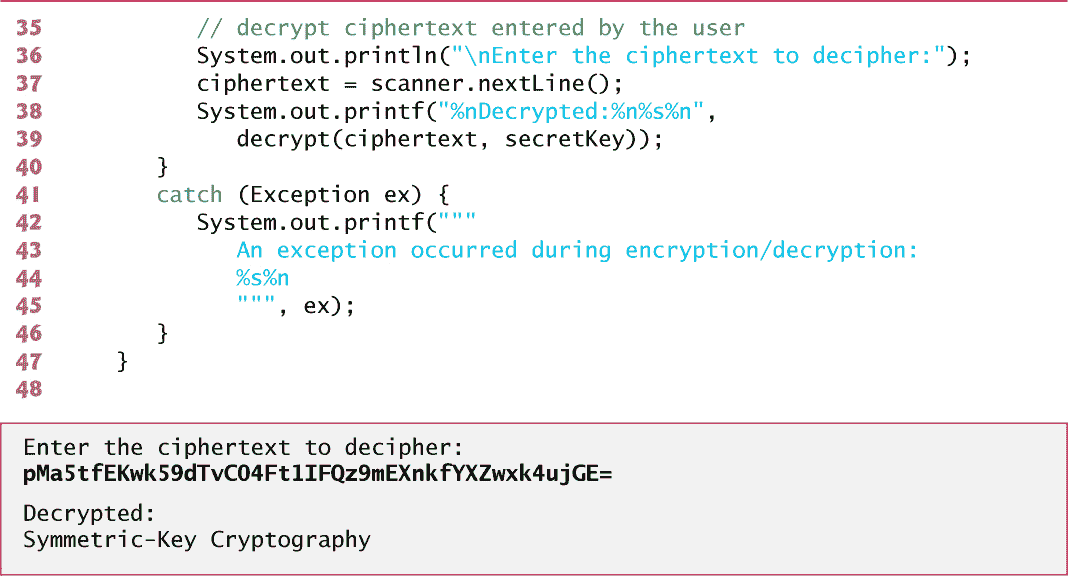 35 // decrypt ciphertext entered by the user
36 System.out.println("\nEnter the ciphertext to decipher:");
37 ciphertext = scanner.nextLine();
38 System.out.printf("%nDecrypted:%n%s%n",
39 decrypt(ciphertext, secretKey));
40 }
41 catch (Exception ex) {
42 System.out.printf("""
43 An exception occurred during encryption/decryption:
44 %s%n
45 """, ex);
46 }
47 }
48
Enter the ciphertext to decipher:
pMa5tfEKwk59dTvCO4Ft1IFQz9mEXnkfYXZwxk4ujGE=
Decrypted:
Symmetric-Key Cryptography